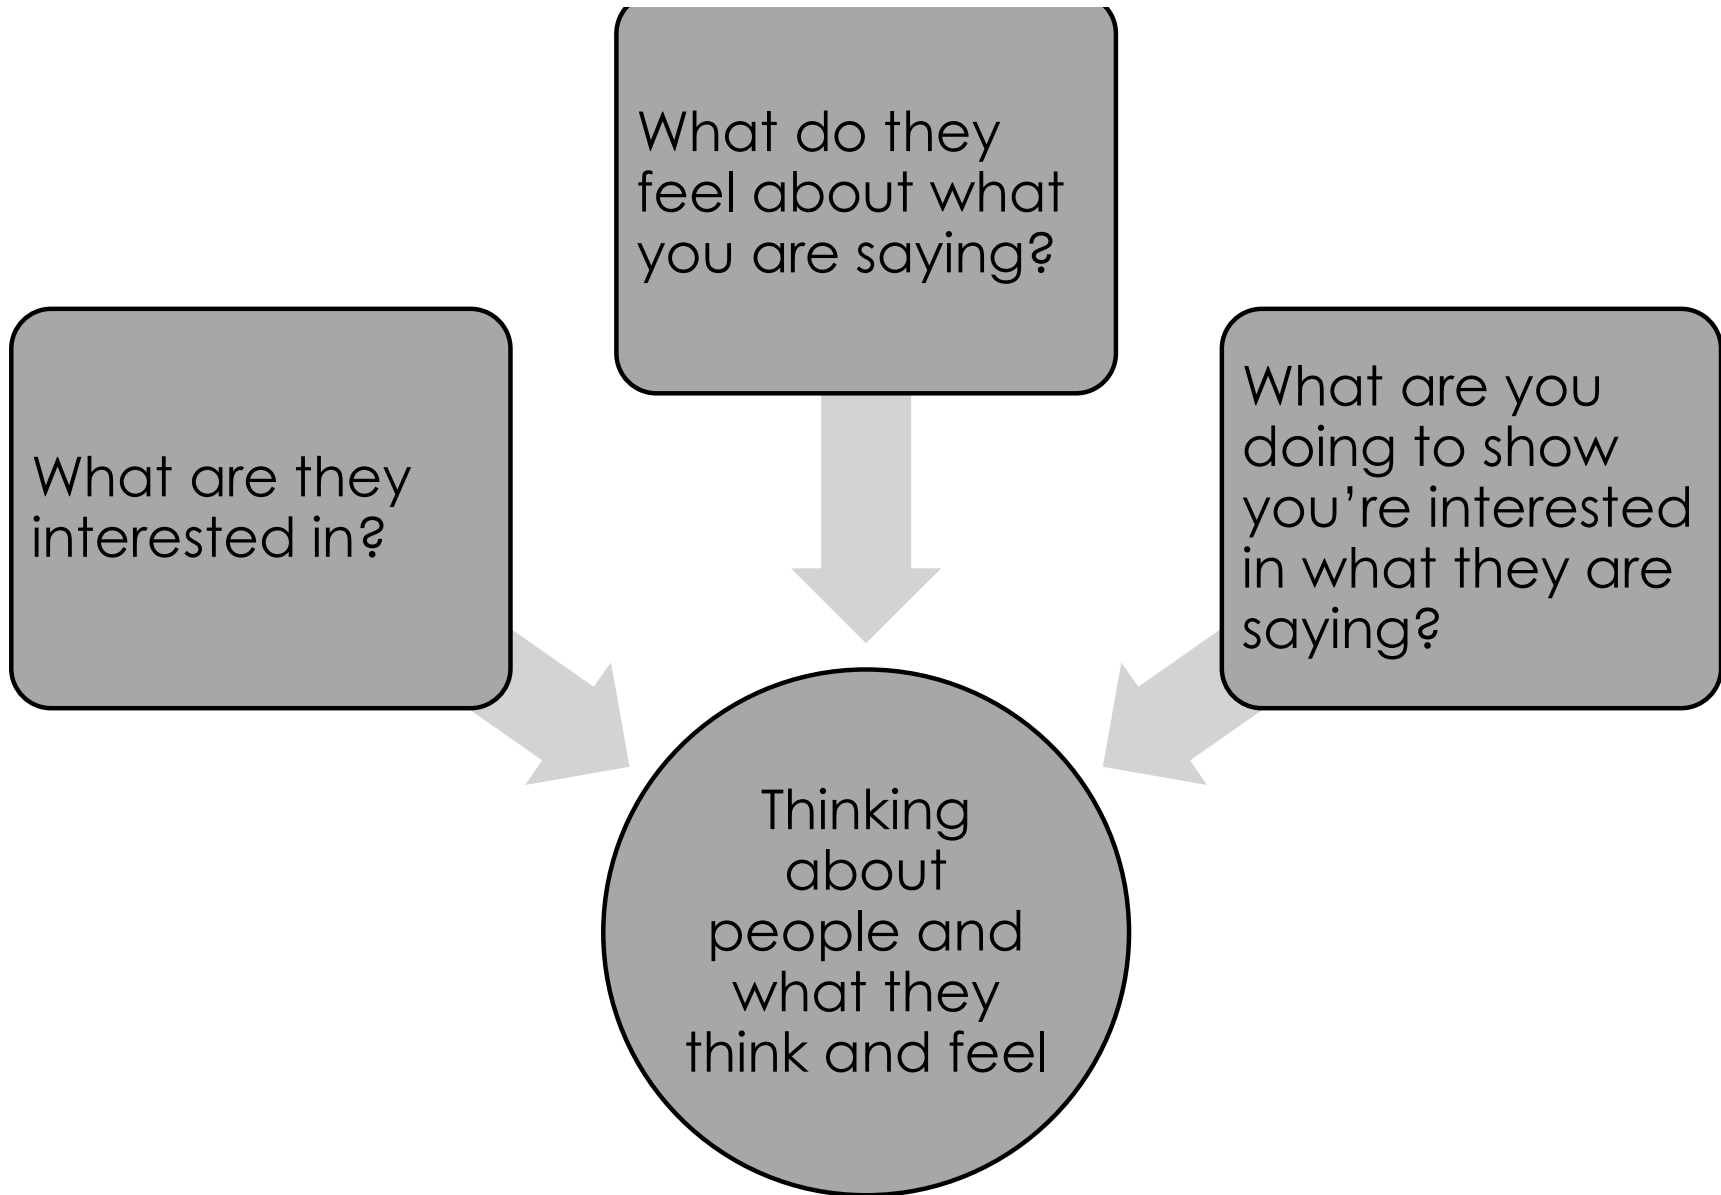 What do they
feel about what
you are saying?
What are they
interested in?
What are you
doing to show
you’re interested
in what they are
saying?
Thinking
about
people and
what they
think and feel